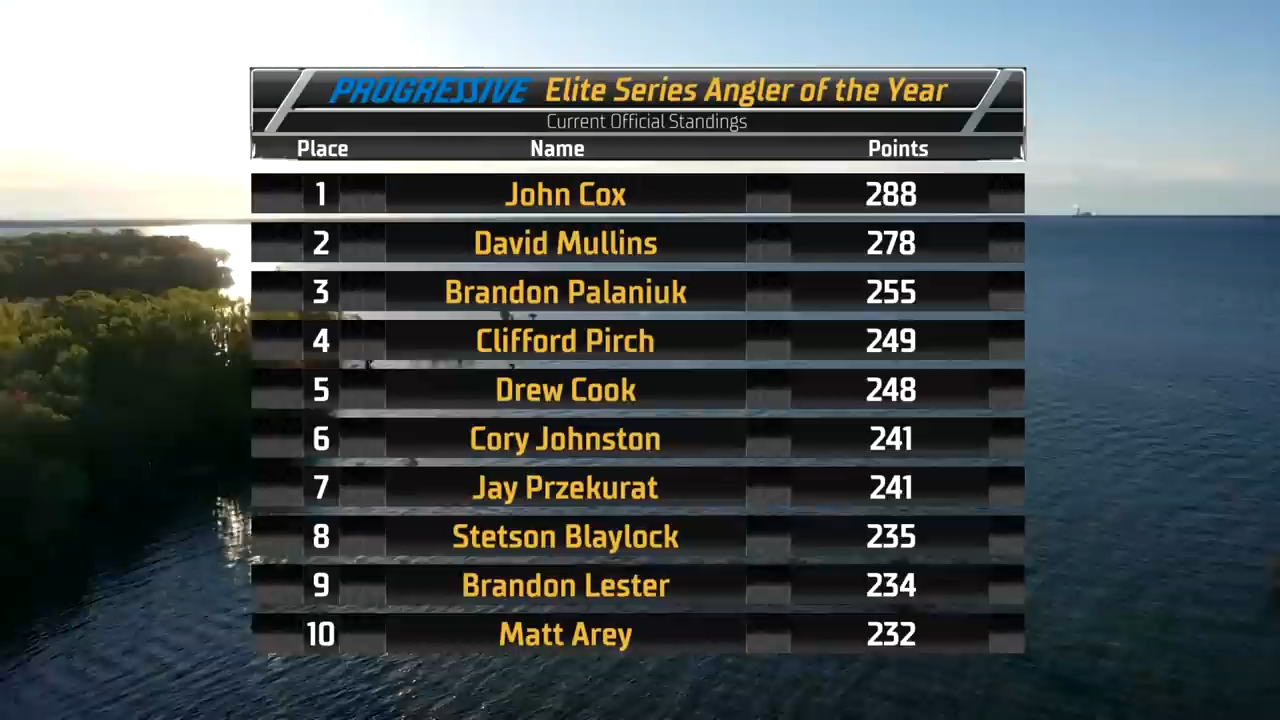 PROGRESSIVE Elite Series Angler of the Year
Current Official Standings
Place Name Points
1 John Cox 288
2 David Mullins 278
3 Brandon Palaniuk 255
4 Clifford Pirch 249
5 Drew Cook 248
6 Cory Johnston 241
7 Jay Przekurat 241
8 Stetson Blaylock 235
9 Brandon Lester 234
10 Matt Arey 232